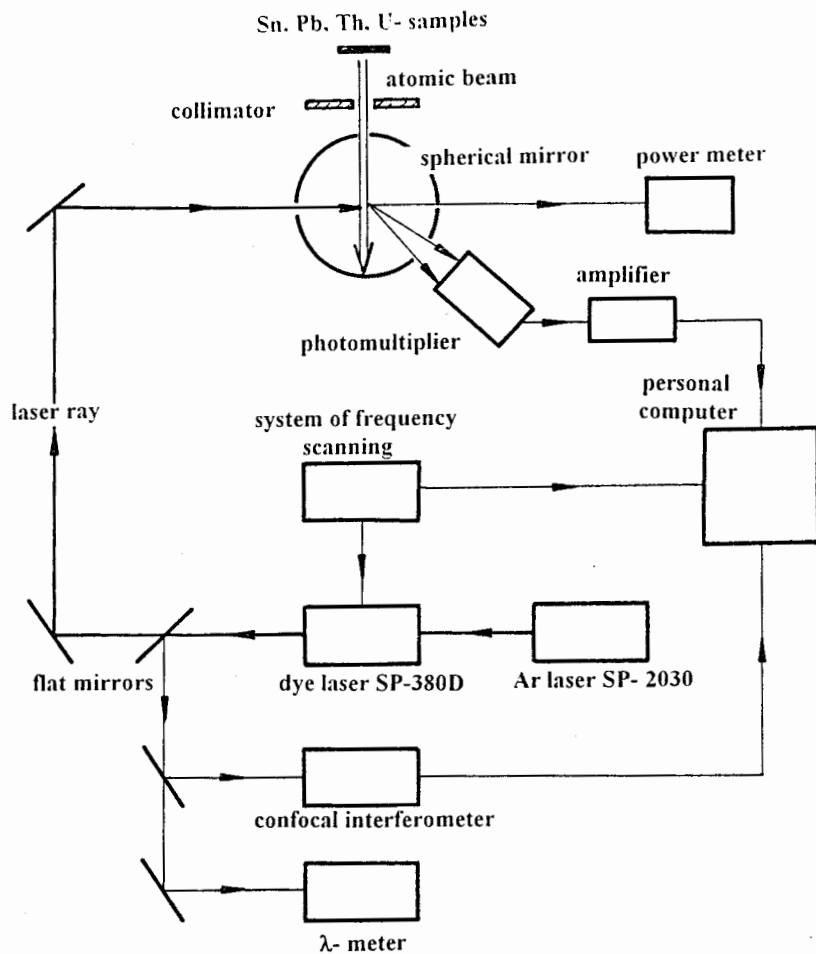 Sn. Pb. Th. U- samples
atomic beam
collimator
spherical mirror
power meter
amplifier
photomultiplier
personal
computer
laser ray
system of frequency
scanning
flat mirrors
dye laser SP-380D
Ar laser SP- 2030
confocal interferometer
λ- meter